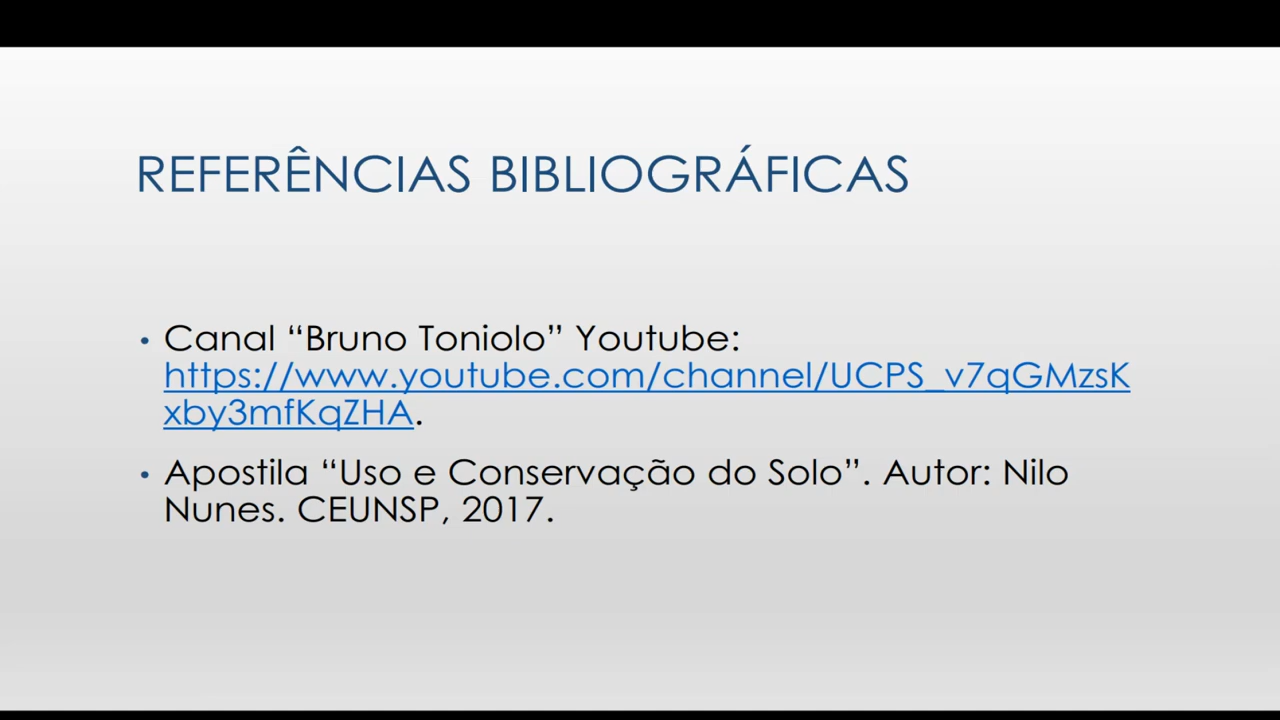 REFERÊNCIAS BIBLIOGRÁFICAS
• Canal “Bruno Toniolo” Youtube:
https://www.youtube.com/channel/UCPS_v7qGMzsK
xby3mfKqZHA.
• Apostila “Uso e Conservação do Solo”. Autor: Nilo
Nunes. CEUNSP, 2017.